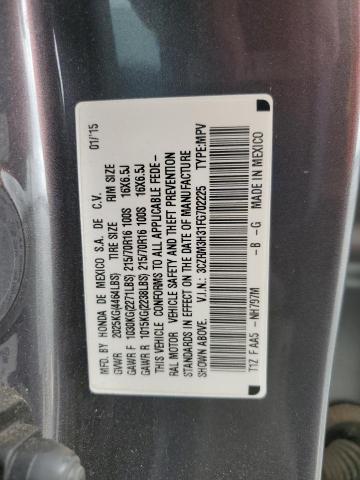 MFD. BY HONDA DE MEXICO S.A. DE C.V. 01/15
GVWR 2025KG(4464LBS) TIRE SIZE RIM SIZE
GAWR F 1030KG(2271LBS) 215/70R16 100S 16X6.5J
GAWR R 1015KG(2238LBS) 215/70R16 100S 16X6.5J
THIS VEHICLE CONFORMS TO ALL APPLICABLE FEDE-
RAL MOTOR VEHICLE SAFETY AND THEFT PREVENTION
STANDARDS IN EFFECT ON THE DATE OF MANUFACTURE
SHOWN ABOVE.
V.I.N.: 3CZRM3H31FG702225 TYPE:MPV
T1Z F AA5 - NH797M - B - G MADE IN MEXICO